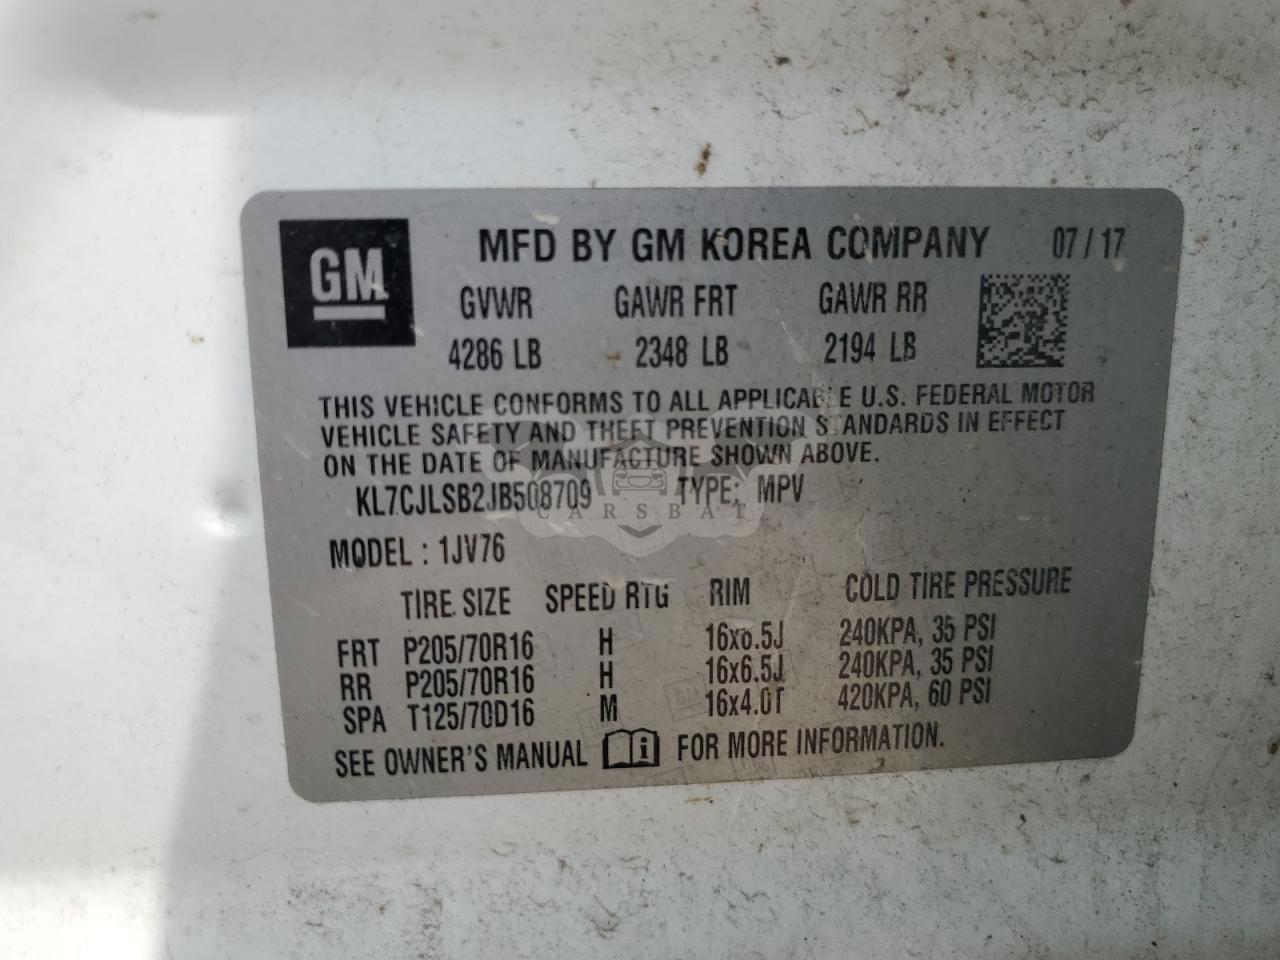 GM
MFD BY GM KOREA COMPANY 07/17
GVWR GAWR FRT GAWR RR
4286 LB 2348 LB 2194 LB
THIS VEHICLE CONFORMS TO ALL APPLICABLE U.S. FEDERAL MOTOR
VEHICLE SAFETY AND THEFT PREVENTION STANDARDS IN EFFECT
ON THE DATE OF MANUFACTURE SHOWN ABOVE.
KL7CJLSB2JB508709 TYPE: MPV
CARSBAT
MODEL : 1JV76
TIRE SIZE SPEED RTG RIM COLD TIRE PRESSURE
FRT P205/70R16 H 16x6.5J 240KPA, 35 PSI
RR P205/70R16 H 16x6.5J 240KPA, 35 PSI
SPA T125/70D16 M 16x4.0T 420KPA, 60 PSI
SEE OWNER'S MANUAL i FOR MORE INFORMATION.